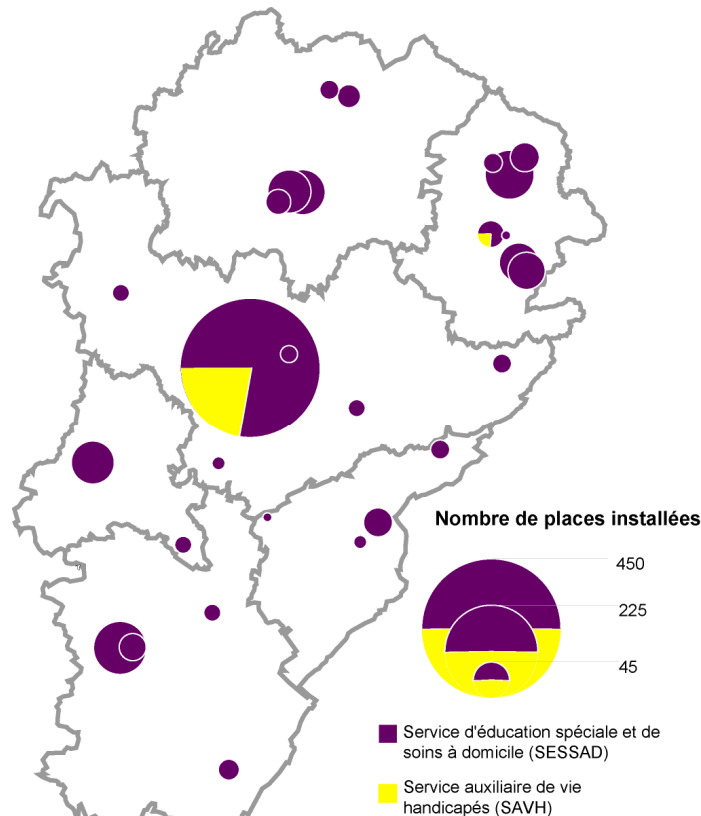 Nombre de places installées
450
225
45
Service d'éducation spéciale et de
soins à domicile (SESSAD)
Service auxiliaire de vie
handicapés (SAVH)